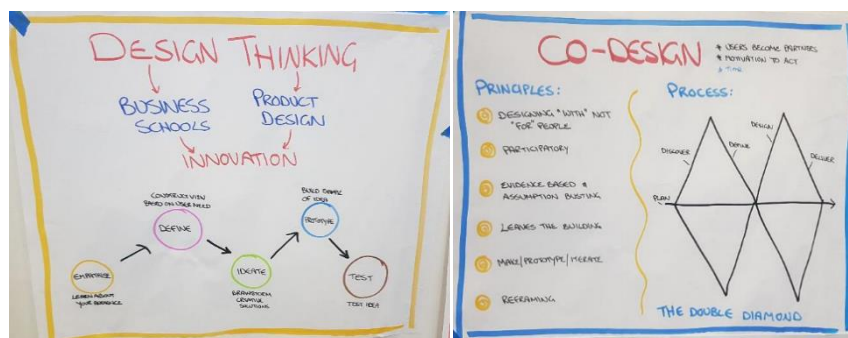 DESIGN THINKING
BUSINESS
SCHOOLS
PRODUCT
DESIGN
INNOVATION
EMPATHIZE
LEARN ABOUT
YOUR AUDIENCE
CONSTRUCT VIEW
BASED ON USER NEED
DEFINE
IDEATE
BRAINSTORM
CREATIVE
SOLUTIONS
BUILD EXAMPLE
OF IDEA
PROTOTYPE
TEST
TEST IDEA
CO-DESIGN
* USERS BECOME PARTNERS
* MOTIVATION TO ACT
* TIME
PRINCIPLES:
DESIGNING "WITH" NOT
"FOR" PEOPLE
PARTICIPATORY
EVIDENCE BASED &
ASSUMPTION BUSTING
LEAVES THE BUILDING
MAKE/PROTOTYPE/ITERATE
REFRAMING
PROCESS:
PLAN
DISCOVER
DEFINE
DESIGN
DELIVER
THE DOUBLE DIAMOND